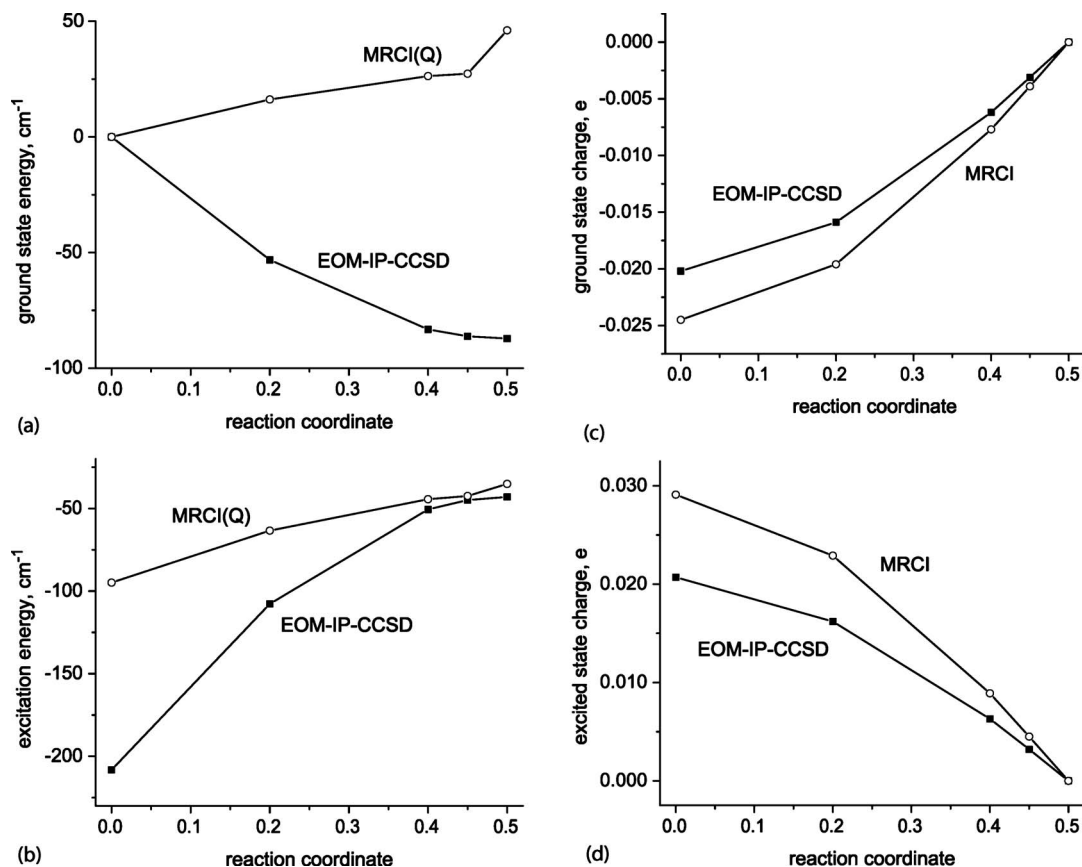 50
0
-50
-100
ground state energy, cm-1
MRCI(Q)
EOM-IP-CCSD
0.0 0.1 0.2 0.3 0.4 0.5
reaction coordinate
(a)
0.000
-0.005
-0.010
-0.015
-0.020
-0.025
ground state charge, e
EOM-IP-CCSD
MRCI
0.0 0.1 0.2 0.3 0.4 0.5
reaction coordinate
(c)
-50
-100
-150
-200
excitation energy, cm-1
MRCI(Q)
EOM-IP-CCSD
0.0 0.1 0.2 0.3 0.4 0.5
reaction coordinate
(b)
0.030
0.020
0.010
0.000
excited state charge, e
MRCI
EOM-IP-CCSD
0.0 0.1 0.2 0.3 0.4 0.5
reaction coordinate
(d)